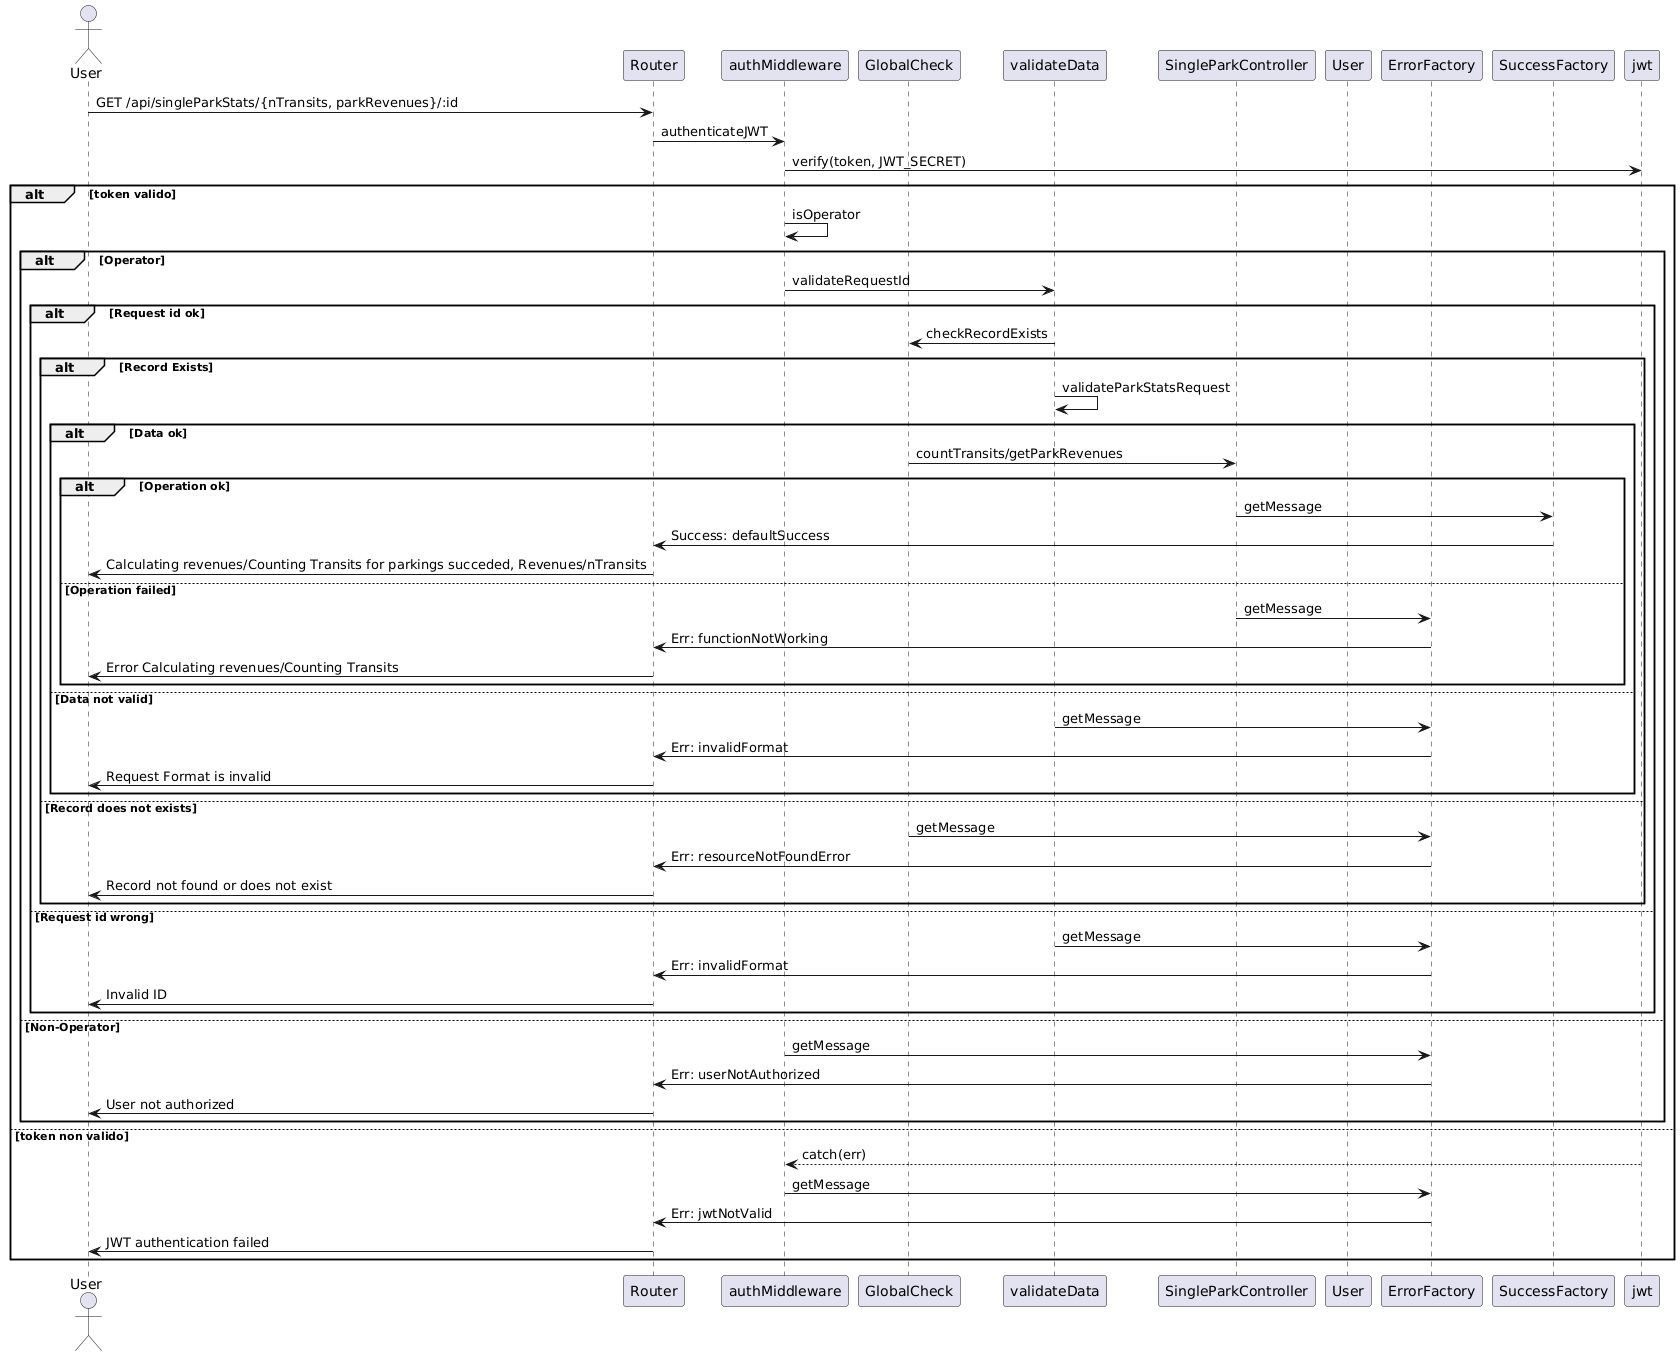 User
Router
authMiddleware
GlobalCheck
validateData
SingleParkController
User
ErrorFactory
SuccessFactory
jwt
GET /api/singleParkStats/{nTransits, parkRevenues}/:id
authenticateJWT
verify(token, JWT_SECRET)
alt [token valido]
isOperator
alt [Operator]
validateRequestId
alt [Request id ok]
checkRecordExists
alt [Record Exists]
validateParkStatsRequest
alt [Data ok]
countTransits/getParkRevenues
alt [Operation ok]
getMessage
Success: defaultSuccess
Calculating revenues/Counting Transits for parkings succeded, Revenues/nTransits
[Operation failed]
getMessage
Err: functionNotWorking
Error Calculating revenues/Counting Transits
[Data not valid]
getMessage
Err: invalidFormat
Request Format is invalid
[Record does not exists]
getMessage
Err: resourceNotFoundError
Record not found or does not exist
[Request id wrong]
getMessage
Err: invalidFormat
Invalid ID
[Non-Operator]
getMessage
Err: userNotAuthorized
User not authorized
[token non valido]
catch(err)
getMessage
Err: jwtNotValid
JWT authentication failed
User
Router
authMiddleware
GlobalCheck
validateData
SingleParkController
User
ErrorFactory
SuccessFactory
jwt